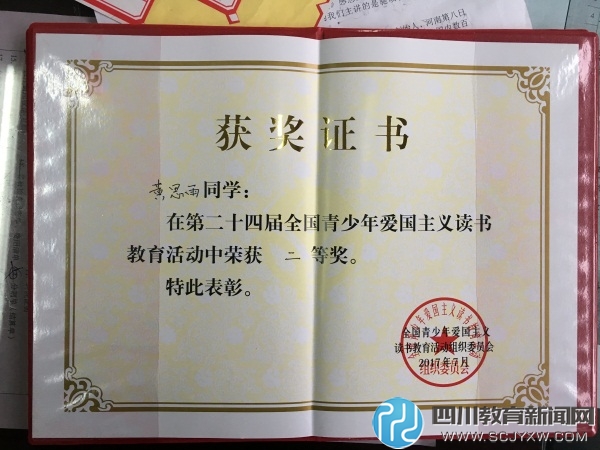 获奖证书
黄思雨同学：
在第二十四届全国青少年爱国主义读书
教育活动中荣获 二 等奖。
特此表彰。
全国青少年爱国主义
读书教育活动组织委员会
2017年7月
组织委员会
四川教育新闻网
WWW.SCJYXW.COM